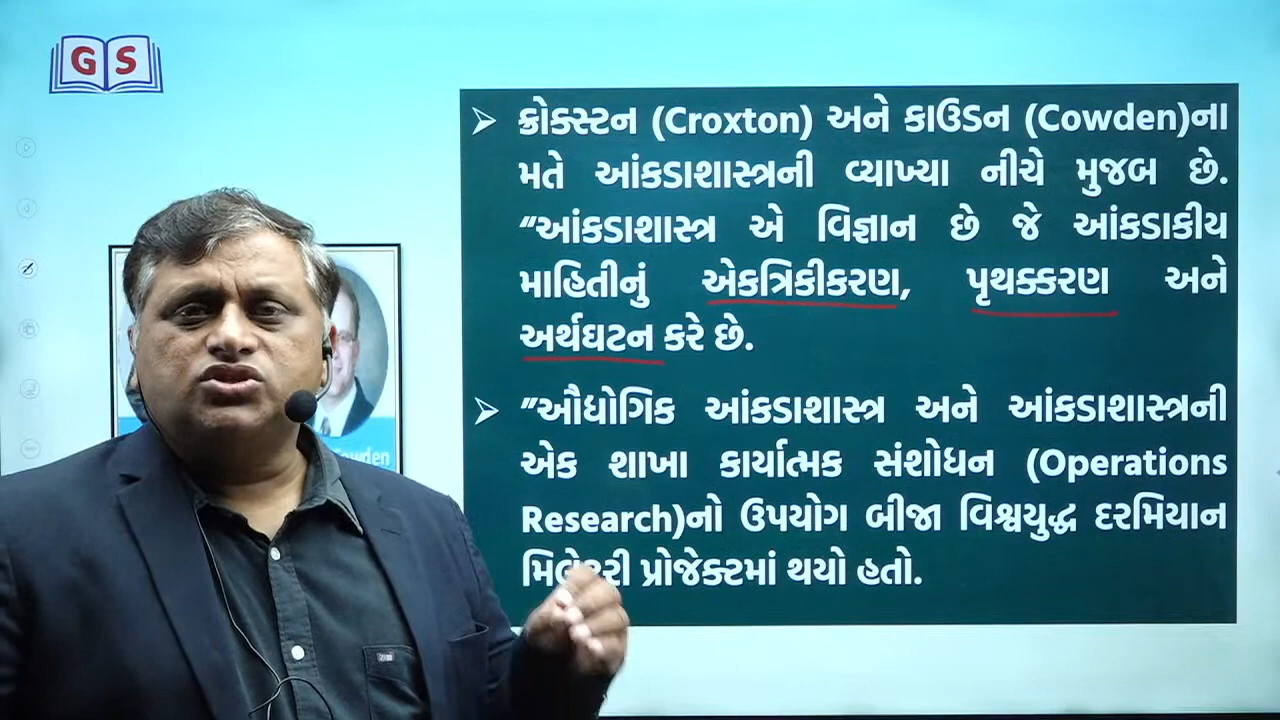 GS
ક્રોક્સ્ટન (Croxton) અને કાઉડન (Cowden)ના
મતે આંકડાશાસ્ત્રની વ્યાખ્યા નીચે મુજબ છે.
“આંકડાશાસ્ત્ર એ વિજ્ઞાન છે જે આંકડાકીય
માહિતીનું એકત્રિકીકરણ, પૃથક્કરણ અને
અર્થઘટન કરે છે.
”ઔદ્યોગિક આંકડાશાસ્ત્ર અને આંકડાશાસ્ત્રની
એક શાખા કાર્યાત્મક સંશોધન (Operations
Research)નો ઉપયોગ બીજા વિશ્વયુદ્ધ દરમિયાન
પ્રોજેક્ટમાં થયો હતો.